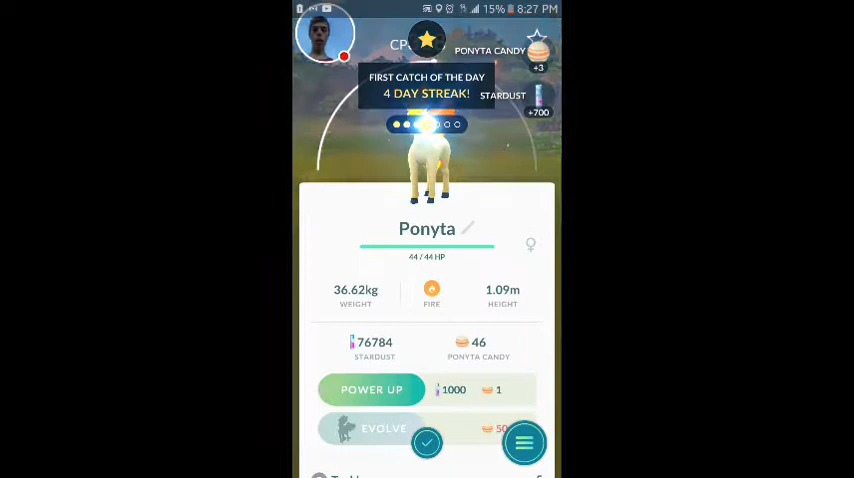 15% 8:27 PM
CP
PONYTA CANDY
+3
FIRST CATCH OF THE DAY
4 DAY STREAK!
STARDUST
+700
Ponyta
44 / 44 HP
36.62kg
WEIGHT
FIRE
1.09m
HEIGHT
76784
STARDUST
46
PONYTA CANDY
POWER UP
1000
1
EVOLVE
50